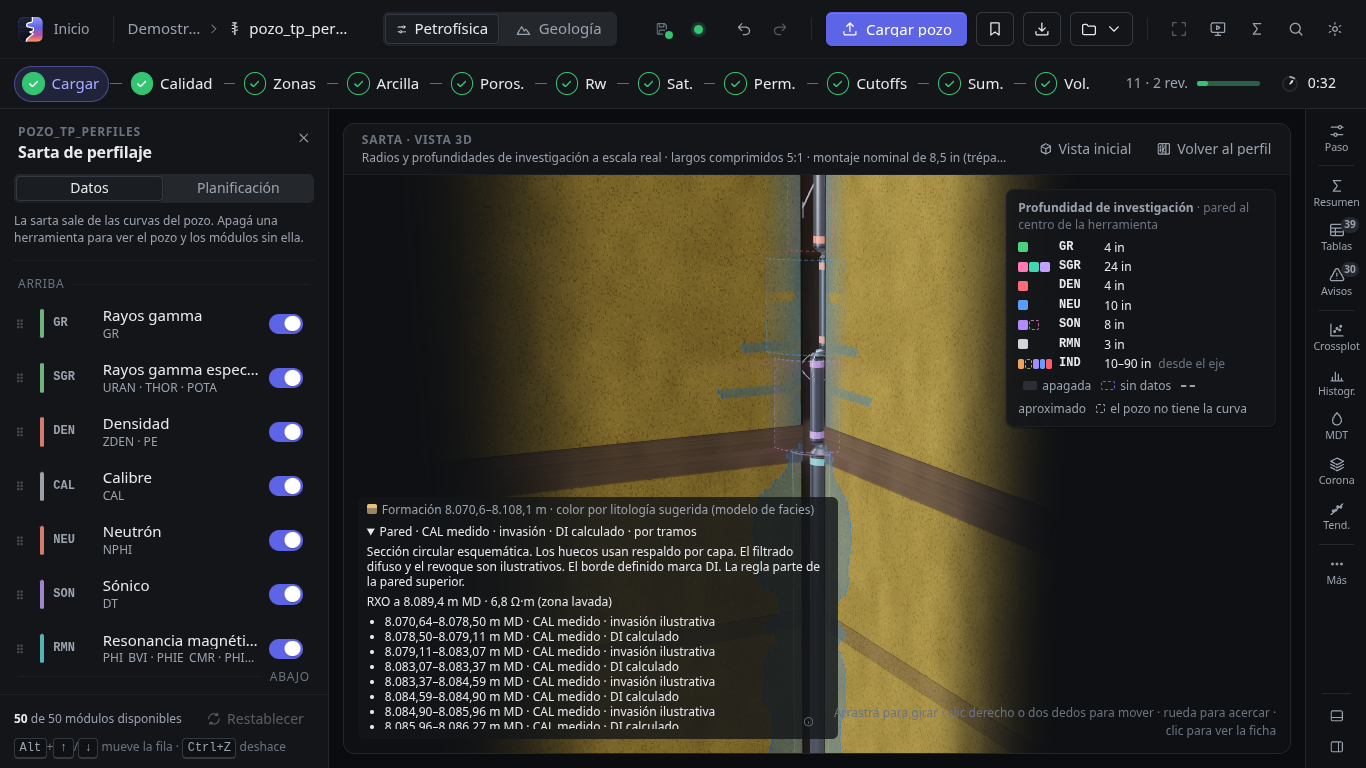 Inicio
Demostr...
pozo_tp_per...
Petrofísica
Geología
Cargar pozo
Cargar
Calidad
Zonas
Arcilla
Poros.
Rw
Sat.
Perm.
Cutoffs
Sum.
Vol.
11 · 2 rev.
0:32
POZO_TP_PERFILES
Sarta de perfilaje
Datos
Planificación
La sarta sale de las curvas del pozo. Apagá una
herramienta para ver el pozo y los módulos sin ella.
ARRIBA
GR
Rayos gamma
GR
SGR
Rayos gamma espec...
URAN · THOR · POTA
DEN
Densidad
ZDEN · PE
CAL
Calibre
CAL
NEU
Neutrón
NPHI
SON
Sónico
DT
RMN
Resonancia magnéti...
PHI_BVI · PHIE_CMR · PHI...
ABAJO
50 de 50 módulos disponibles
Restablecer
Alt + ↑ / ↓ mueve la fila · Ctrl+Z deshace
SARTA · VISTA 3D
Radios y profundidades de investigación a escala real · largos comprimidos 5:1 · montaje nominal de 8,5 in (trépa...
Vista inicial
Volver al perfil
Profundidad de investigación · pared al
centro de la herramienta
GR 4 in
SGR 24 in
DEN 4 in
NEU 10 in
SON 8 in
RMN 3 in
IND 10–90 in desde el eje
apagada sin datos
aproximado el pozo no tiene la curva
Formación 8.070,6–8.108,1 m · color por litología sugerida (modelo de facies)
▼ Pared · CAL medido · invasión · DI calculado · por tramos
Sección circular esquemática. Los huecos usan respaldo por capa. El filtrado
difuso y el revoque son ilustrativos. El borde definido marca DI. La regla parte de
la pared superior.
RXO a 8.089,4 m MD · 6,8 Ω·m (zona lavada)
• 8.070,64–8.078,50 m MD · CAL medido · invasión ilustrativa
• 8.078,50–8.079,11 m MD · CAL medido · DI calculado
• 8.079,11–8.083,07 m MD · CAL medido · invasión ilustrativa
• 8.083,07–8.083,37 m MD · CAL medido · DI calculado
• 8.083,37–8.084,59 m MD · CAL medido · invasión ilustrativa
• 8.084,59–8.084,90 m MD · CAL medido · DI calculado
• 8.084,90–8.085,96 m MD · CAL medido · invasión ilustrativa
• 8.085,96–8.086,27 m MD · CAL medido · DI calculado
Arrastrá para girar · clic derecho o dos dedos para mover · rueda para acercar ·
clic para ver la ficha
Paso
Resumen
39
Tablas
30
Avisos
Crossplot
Histogr.
MDT
Corona
Tend.
Más